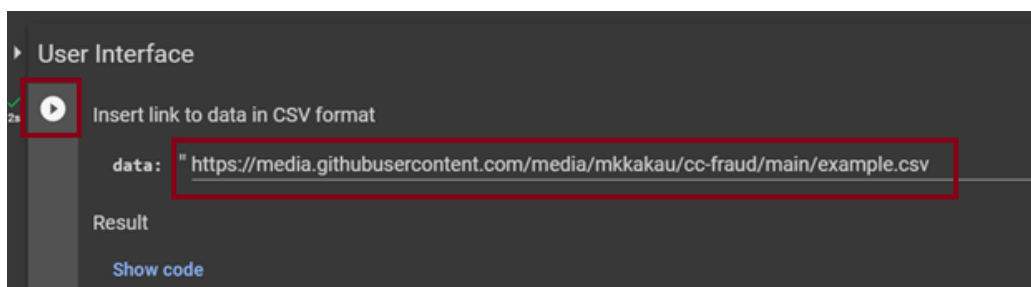 User Interface
2s
Insert link to data in CSV format
data: "https://media.githubusercontent.com/media/mkkakau/cc-fraud/main/example.csv
Result
Show code